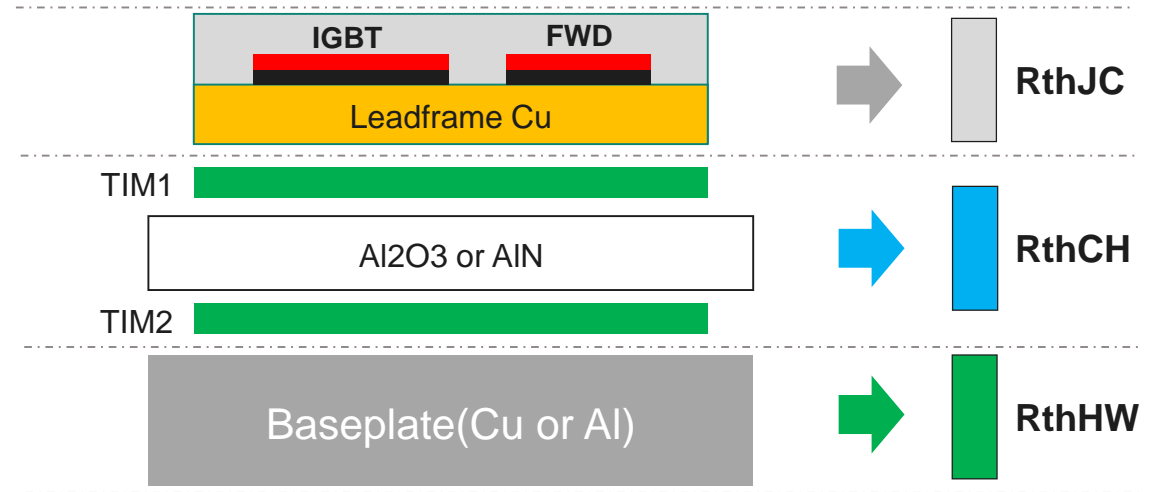 IGBT FWD
Leadframe Cu
RthJC
TIM1
Al2O3 or AlN
RthCH
TIM2
Baseplate(Cu or Al)
RthHW